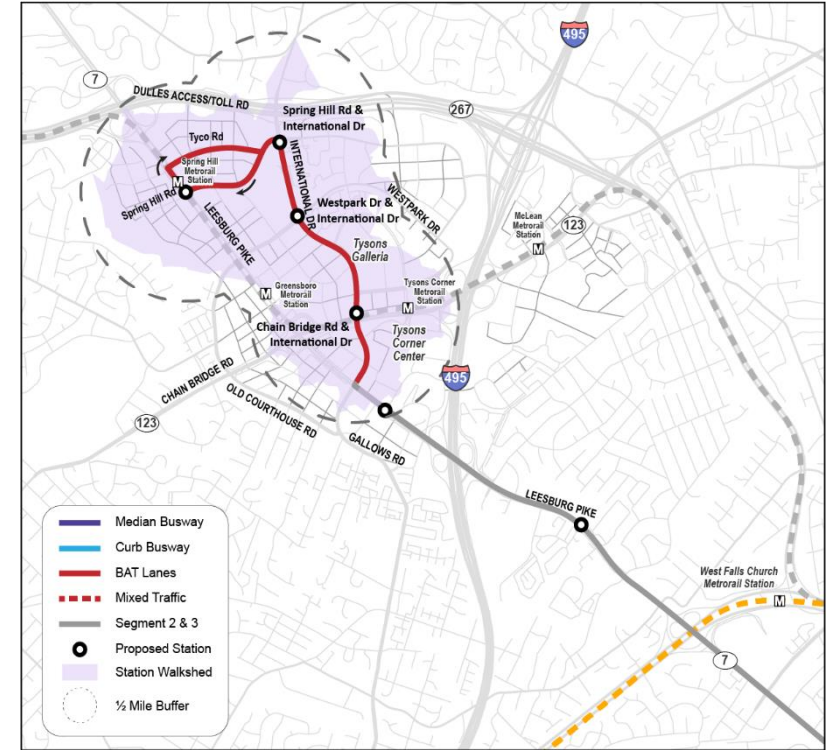 495
7
DULLES ACCESS/TOLL RD
267
Spring Hill Rd &
International Dr
Tyco Rd
Spring Hill
Metrorail
Station
M
Spring Hill Rd
INTERNATIONAL DR
WESTPARK DR
Westpark Dr &
International Dr
LEESBURG PIKE
McLean
Metrorail
Station
M
123
Tysons
Galleria
Greensboro
Metrorail
Station
M
Tysons Corner
Metrorail
Station
M
Chain Bridge Rd &
International Dr
Tysons
Corner
Center
495
CHAIN BRIDGE RD
123
OLD COURTHOUSE RD
GALLOWS RD
LEESBURG PIKE
West Falls Church
Metrorail Station
M
7
Median Busway
Curb Busway
BAT Lanes
Mixed Traffic
Segment 2 & 3
Proposed Station
Station Walkshed
½ Mile Buffer